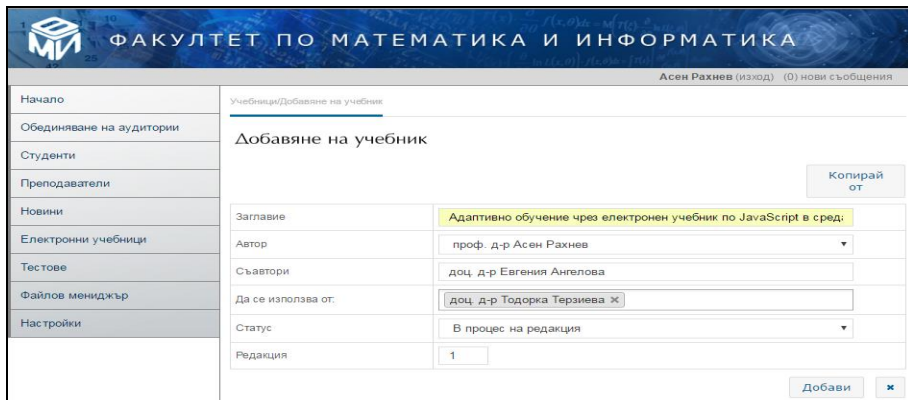 ФМИ
ФАКУЛТЕТ ПО МАТЕМАТИКА И ИНФОРМАТИКА
Асен Рахнев (изход) (0) нови съобщения
Начало
Обединяване на аудитории
Студенти
Преподаватели
Новини
Електронни учебници
Тестове
Файлов мениджър
Настройки
Учебници/Добавяне на учебник
Добавяне на учебник
Копирай
от
Заглавие Адаптивно обучение чрез електронен учебник по JavaScript в среда
Автор проф. д-р Асен Рахнев
Съавтори доц. д-р Евгения Ангелова
Да се използва от: доц. д-р Тодорка Терзиева ×
Статус В процес на редакция
Редакция 1
Добави ×